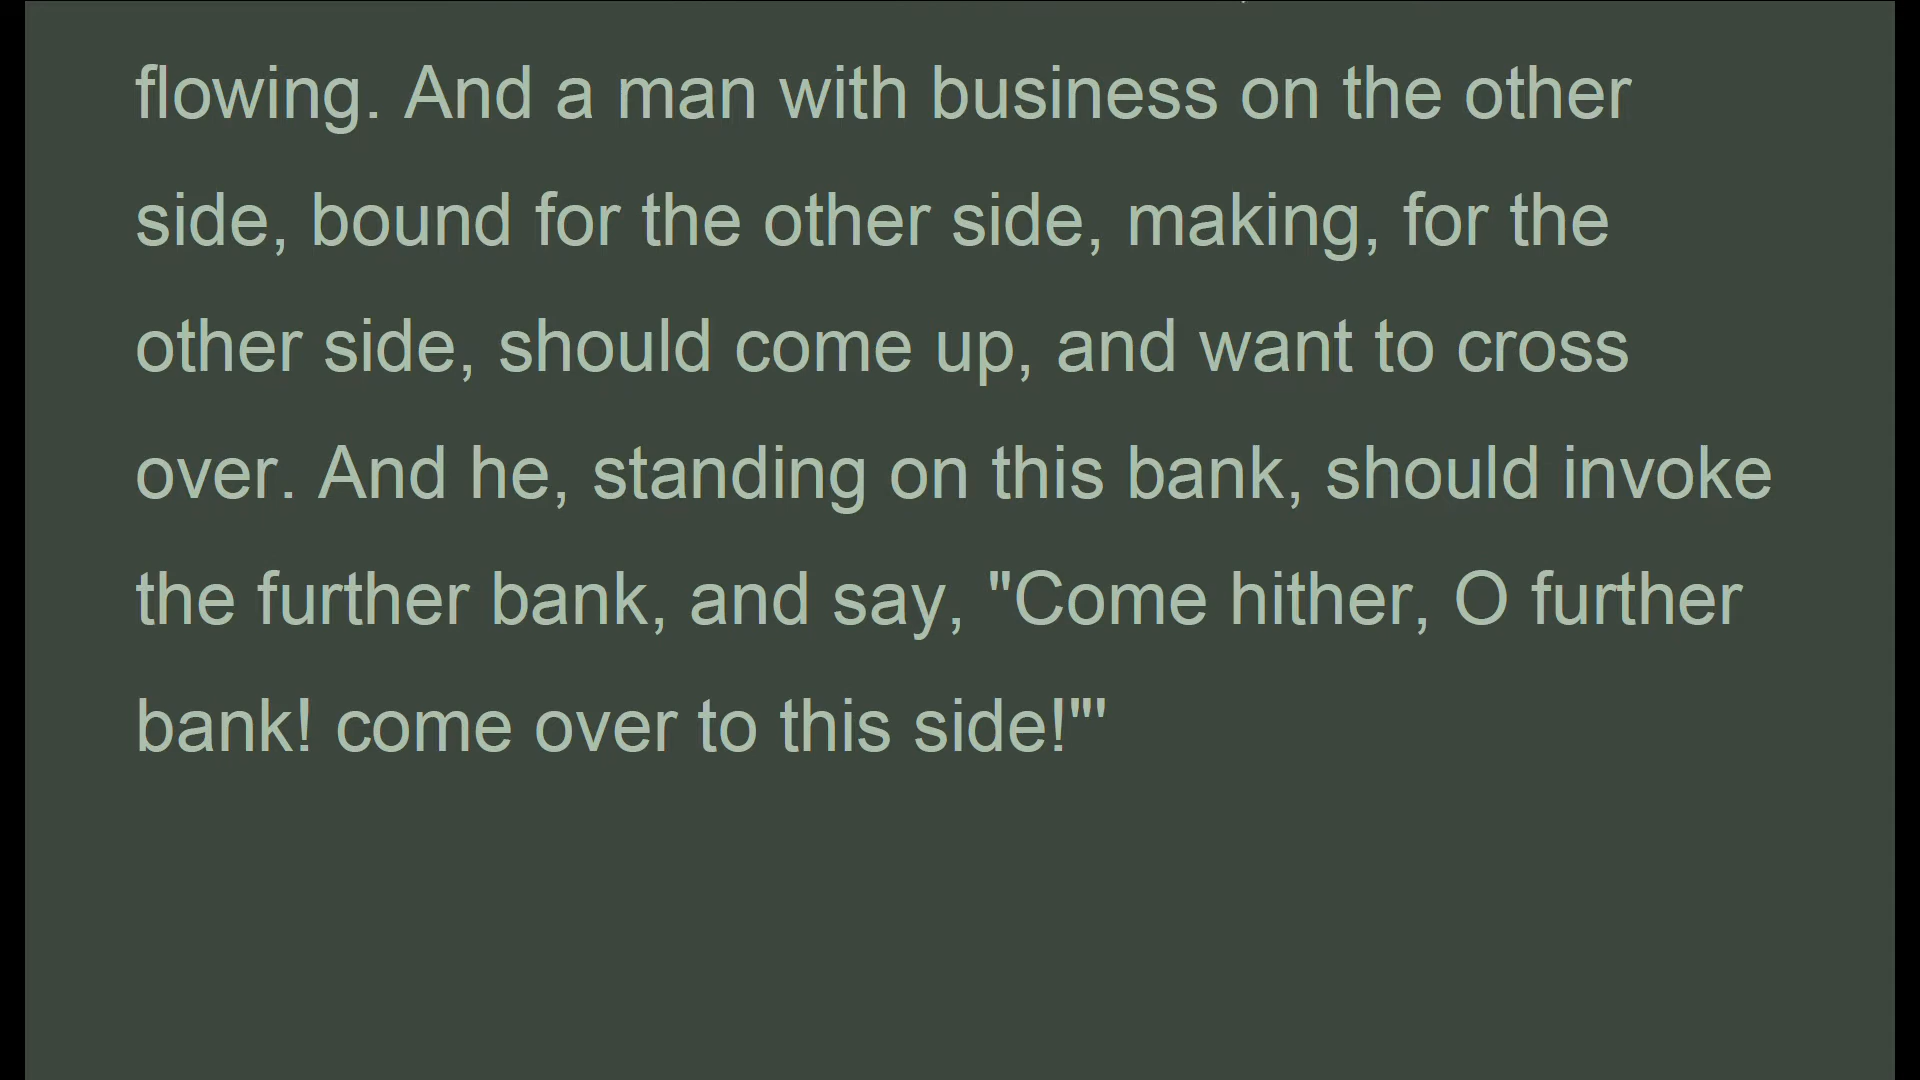 flowing. And a man with business on the other
side, bound for the other side, making, for the
other side, should come up, and want to cross
over. And he, standing on this bank, should invoke
the further bank, and say, "Come hither, O further
bank! come over to this side!"'